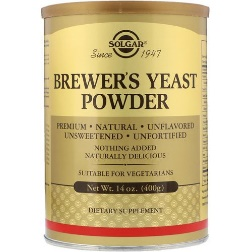 SOLGAR
Since 1947
BREWER'S YEAST
POWDER
PREMIUM • NATURAL • UNFLAVORED
UNSWEETENED • UNFORTIFIED
NOTHING ADDED
NATURALLY DELICIOUS
SUITABLE FOR VEGETARIANS
Net Wt. 14 oz. (400g)
DIETARY SUPPLEMENT